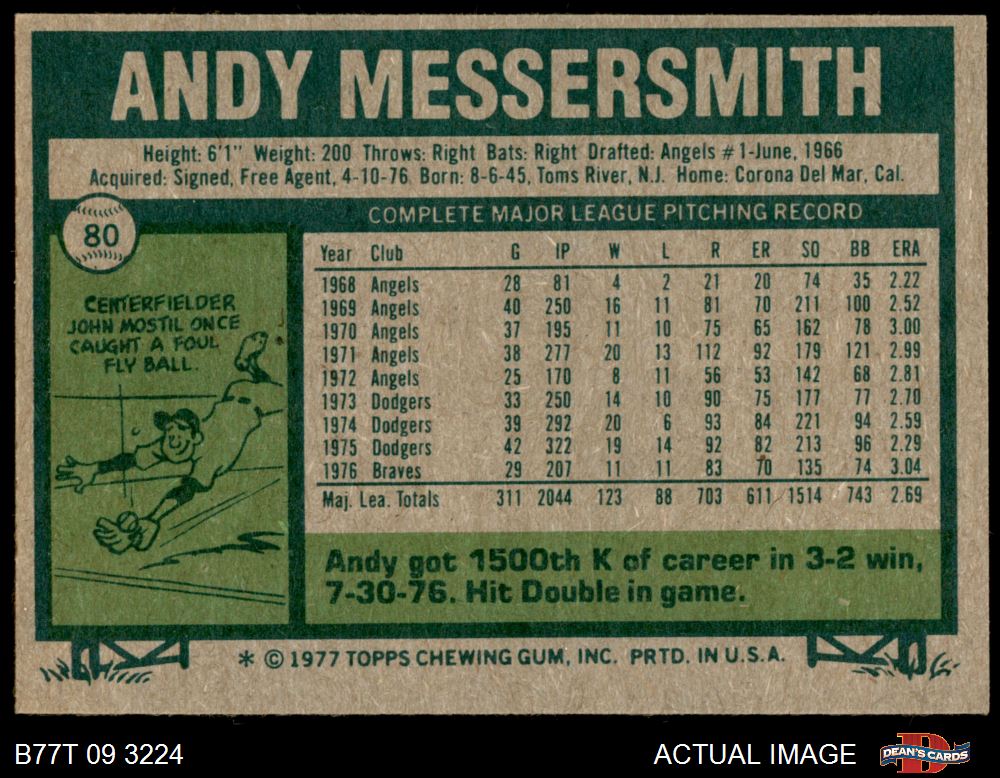 ANDY MESSERSMITH
Height: 6'1" Weight: 200 Throws: Right Bats: Right Drafted: Angels #1-June, 1966
Acquired: Signed, Free Agent, 4-10-76. Born: 8-6-45, Toms River, N.J. Home: Corona Del Mar, Cal.
80
CENTERFIELDER
JOHN MOSTIL ONCE
CAUGHT A FOUL
FLY BALL.
COMPLETE MAJOR LEAGUE PITCHING RECORD
Year Club G IP W L R ER SO BB ERA
1968 Angels 28 81 4 2 21 20 74 35 2.22
1969 Angels 40 250 16 11 81 70 211 100 2.52
1970 Angels 37 195 11 10 75 65 162 78 3.00
1971 Angels 38 277 20 13 112 92 179 121 2.99
1972 Angels 25 170 8 11 56 53 142 68 2.81
1973 Dodgers 33 250 14 10 90 75 177 77 2.70
1974 Dodgers 39 292 20 6 93 84 221 94 2.59
1975 Dodgers 42 322 19 14 92 82 213 96 2.29
1976 Braves 29 207 11 11 83 70 135 74 3.04
Maj. Lea. Totals 311 2044 123 88 703 611 1514 743 2.69
Andy got 1500th K of career in 3-2 win,
7-30-76. Hit Double in game.
* © 1977 TOPPS CHEWING GUM, INC. PRTD. IN U.S.A.
B77T 09 3224 ACTUAL IMAGE DEAN'S CARDS